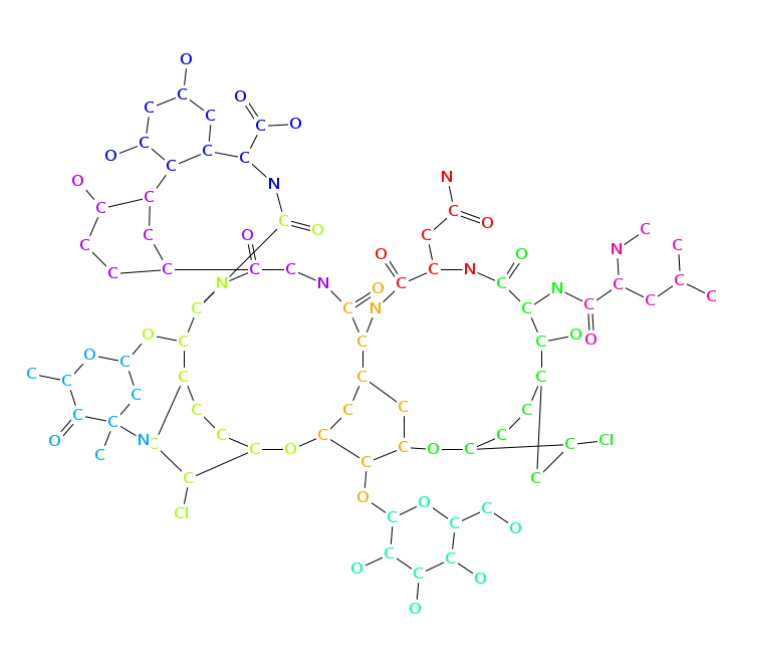 O
C C O C
O C C C O
C C N
O C N
C C O C O C
C O C O
C O O O C C
C C C C N C N C N C C C
N C C O N C N C C
O C C C O O
O C C
C C C C C
C C C C C
C C N C C C C C O
O C C C O C C O C C Cl
C C C
Cl O O C
C C O
C C
O C O
O